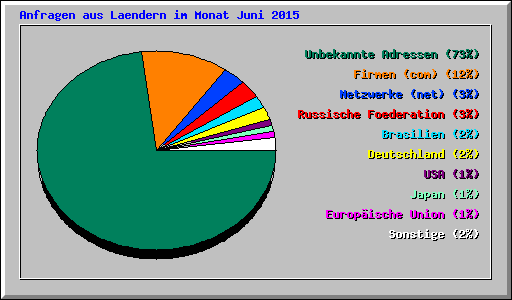 Anfragen aus Laendern im Monat Juni 2015
Unbekannte Adressen (73%)
Firmen (com) (12%)
Netzwerke (net) (3%)
Russische Foederation (3%)
Brasilien (2%)
Deutschland (2%)
USA (1%)
Japan (1%)
Europäische Union (1%)
Sonstige (2%)